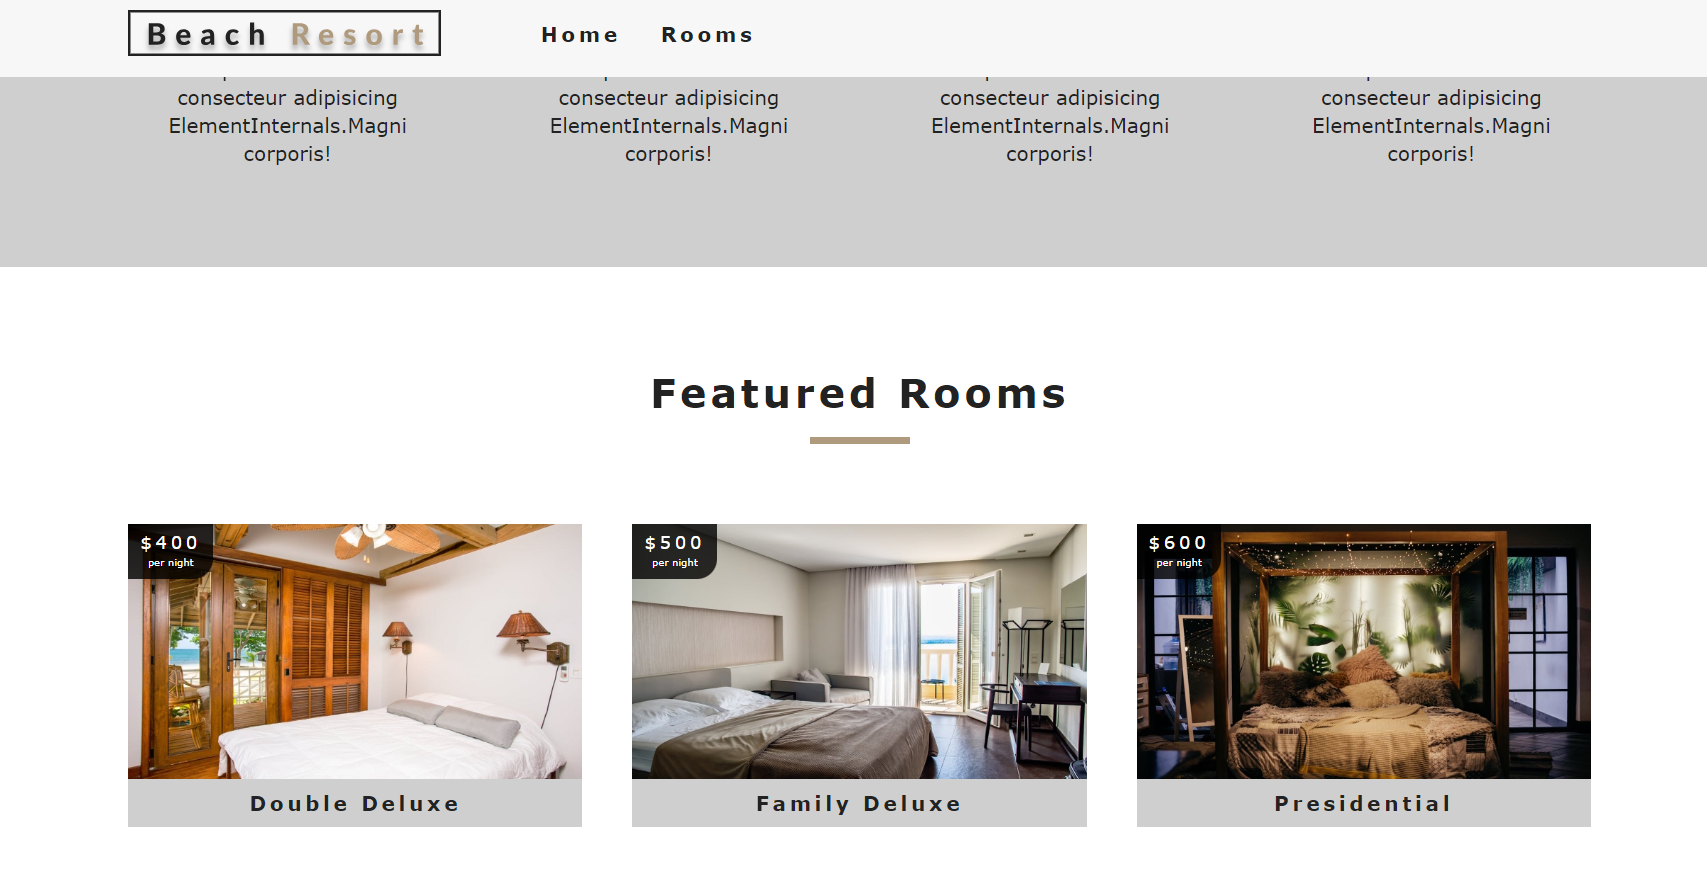 Beach Resort
Home Rooms
consecteur adipisicing
ElementInternals.Magni
corporis!
consecteur adipisicing
ElementInternals.Magni
corporis!
consecteur adipisicing
ElementInternals.Magni
corporis!
consecteur adipisicing
ElementInternals.Magni
corporis!
Featured Rooms
$400
per night
Double Deluxe
$500
per night
Family Deluxe
$600
per night
Presidential